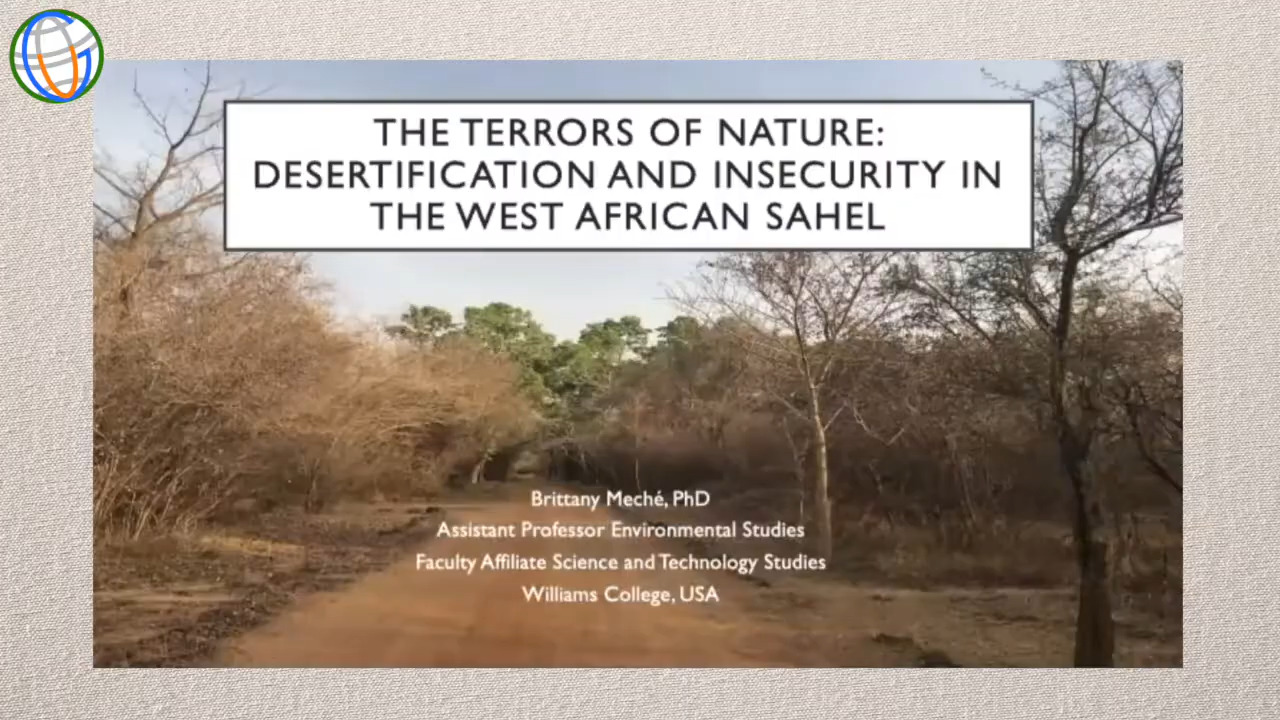 THE TERRORS OF NATURE:
DESERTIFICATION AND INSECURITY IN
THE WEST AFRICAN SAHEL
Brittany Meché, PhD
Assistant Professor Environmental Studies
Faculty Affiliate Science and Technology Studies
Williams College, USA